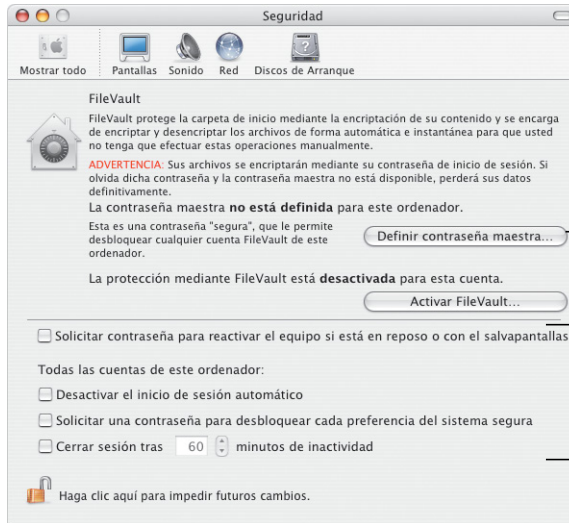 Seguridad
Mostrar todo Pantallas Sonido Red Discos de Arranque
FileVault
FileVault protege la carpeta de inicio mediante la encriptación de su contenido y se encarga
de encriptar y desencriptar los archivos de forma automática e instantánea para que usted
no tenga que efectuar estas operaciones manualmente.
ADVERTENCIA: Sus archivos se encriptarán mediante su contraseña de inicio de sesión. Si
olvida dicha contraseña y la contraseña maestra no está disponible, perderá sus datos
definitivamente.
La contraseña maestra no está definida para este ordenador.
Esta es una contraseña "segura", que le permite
desbloquear cualquier cuenta FileVault de este
ordenador.
Definir contraseña maestra...
La protección mediante FileVault está desactivada para esta cuenta.
Activar FileVault...
Solicitar contraseña para reactivar el equipo si está en reposo o con el salvapantallas
Todas las cuentas de este ordenador:
Desactivar el inicio de sesión automático
Solicitar una contraseña para desbloquear cada preferencia del sistema segura
Cerrar sesión tras 60 minutos de inactividad
Haga clic aquí para impedir futuros cambios.